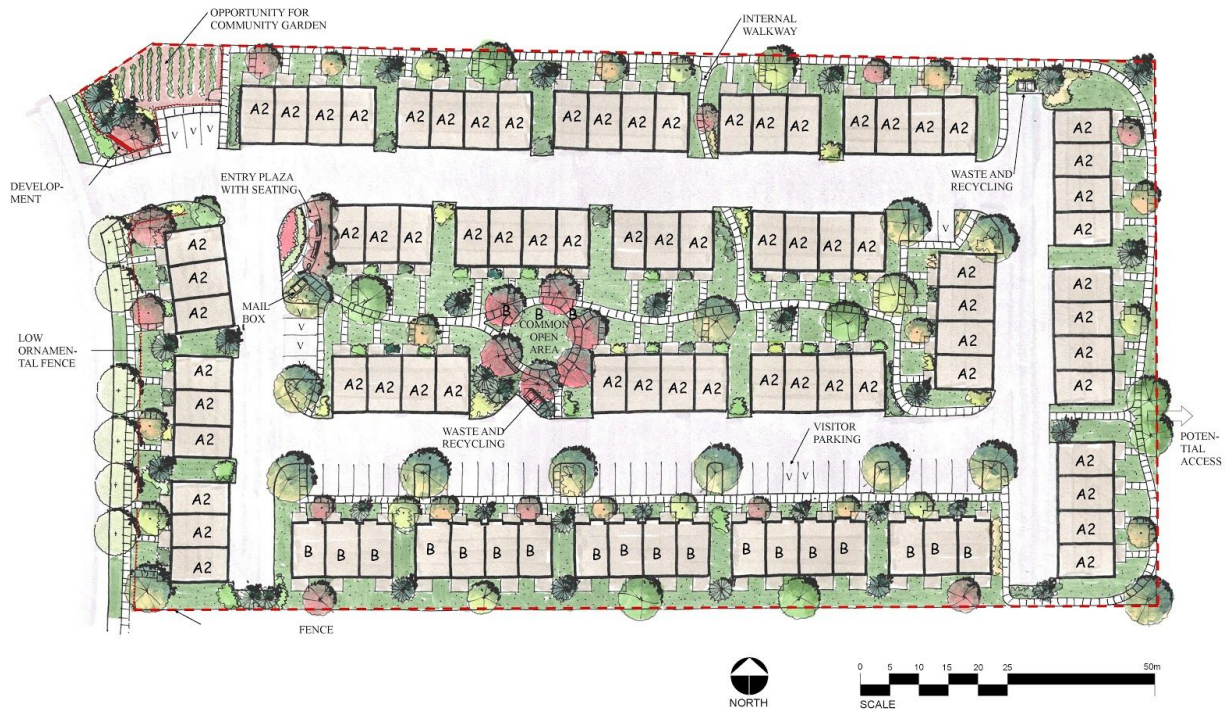 OPPORTUNITY FOR
COMMUNITY GARDEN
INTERNAL
WALKWAY
A2 A2 A2 A2
A2 A2 A2 A2
A2 A2 A2 A2
A2 A2 A2
A2 A2 A2 A2
V V V
WASTE AND
RECYCLING
DEVELOP-
MENT
ENTRY PLAZA
WITH SEATING
A2
A2
A2
A2
A2 A2 A2
A2 A2 A2 A2
A2 A2 A2
A2 A2 A2 A2
V V
A2
A2
A2
A2
A2
A2
A2
MAIL
BOX
V
V
V
B B B
COMMON
OPEN
AREA
A2
A2
A2
A2
LOW
ORNAMEN-
TAL FENCE
A2 A2 A2 A2
A2 A2 A2 A2
A2 A2 A2 A2
A2
A2
A2
WASTE AND
RECYCLING
VISITOR
PARKING
POTEN-
TIAL
ACCESS
V V
A2
A2
A2
A2
A2
A2
A2
B B B
B B B B
B B B B
B B B B
B B B
FENCE
NORTH
0 5 10 15 20 25 50m
SCALE